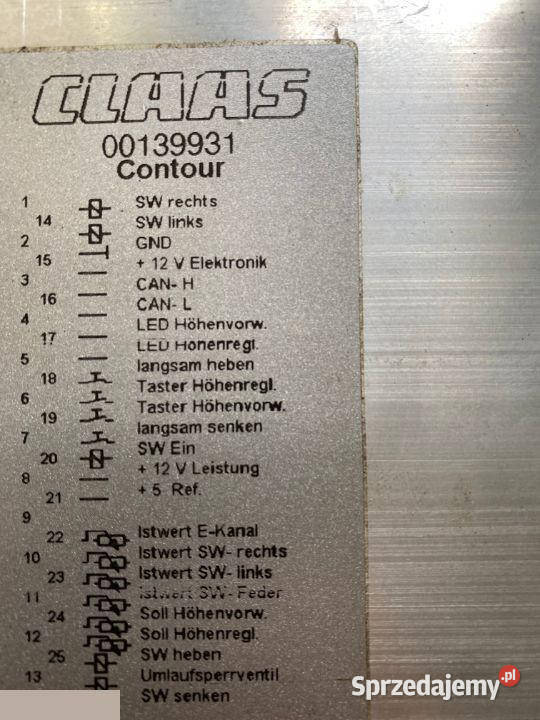 CLAAS
00139931
Contour
1 SW rechts
14 SW links
2 GND
15 + 12 V Elektronik
3 CAN- H
16 CAN- L
4 LED Höhenvorw.
17 LED Höhenregl.
5 langsam heben
18 Taster Höhenregl.
6 Taster Höhenvorw.
19 langsam senken
7 SW Ein
20 + 12 V Leistung
8 + 5 Ref.
21
9 Istwert E-Kanal
22 Istwert SW- rechts
10 Istwert SW- links
23 Istwert SW- Feder
11 Soll Höhenvorw.
24 Soll Höhenregl.
12 SW heben
25 Umlaufsperrventil
13 SW senken
Sprzedajemy.pl